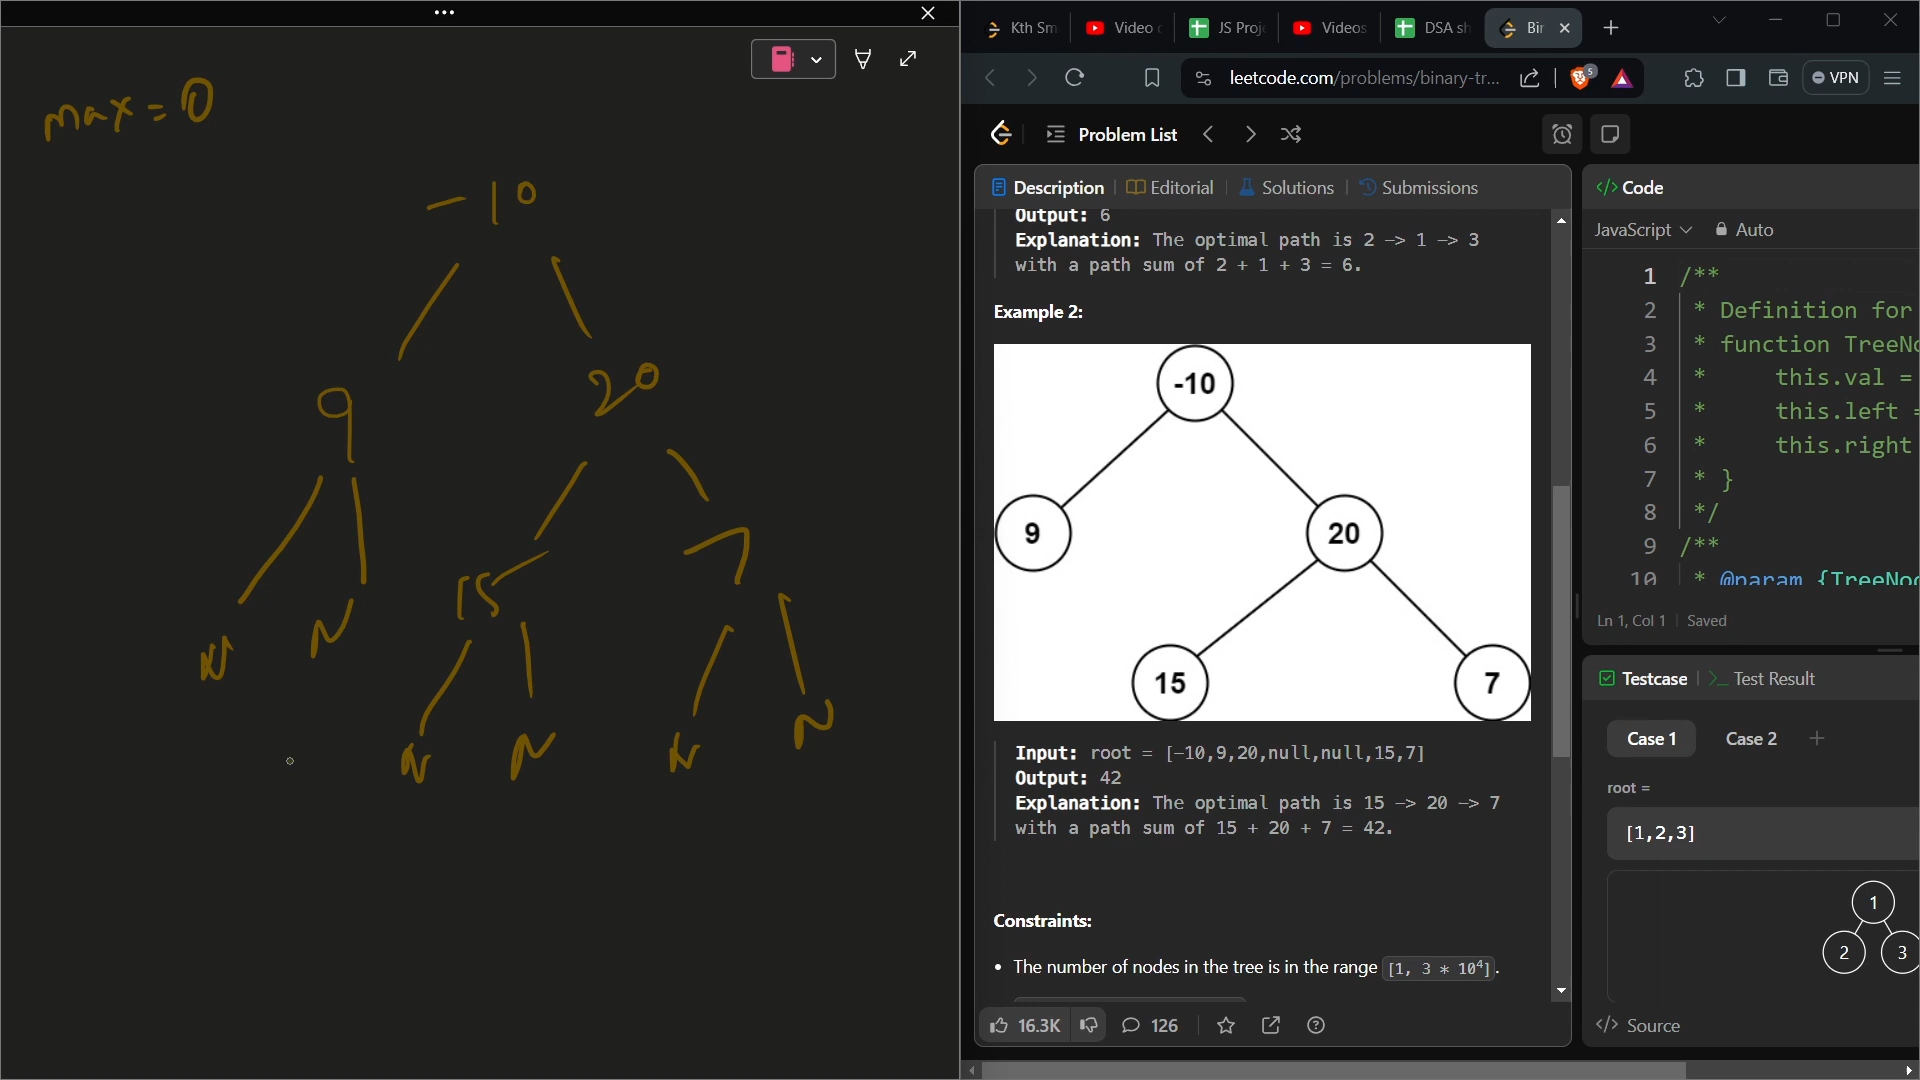 max = 0
-10
9
20
15
7
N
N
N
N
N
N
Kth Sm
Video c
JS Proje
Videos
DSA sh
Bir
leetcode.com/problems/binary-tr...
5
VPN
Problem List
Description
Editorial
Solutions
Submissions
Output: 6
Explanation: The optimal path is 2 -> 1 -> 3
with a path sum of 2 + 1 + 3 = 6.
Example 2:
-10
9
20
15
7
Input: root = [-10,9,20,null,null,15,7]
Output: 42
Explanation: The optimal path is 15 -> 20 -> 7
with a path sum of 15 + 20 + 7 = 42.
Constraints:
• The number of nodes in the tree is in the range [1, 3 * 10⁴].
16.3K
126
</> Code
JavaScript
Auto
1 /**
2 * Definition for
3 * function TreeNo
4 * this.val =
5 * this.left =
6 * this.right
7 * }
8 */
9 /**
10 * @param {TreeNod
Ln 1, Col 1
Saved
Testcase
>_ Test Result
Case 1
Case 2
+
root =
[1,2,3]
1
2
3
</> Source